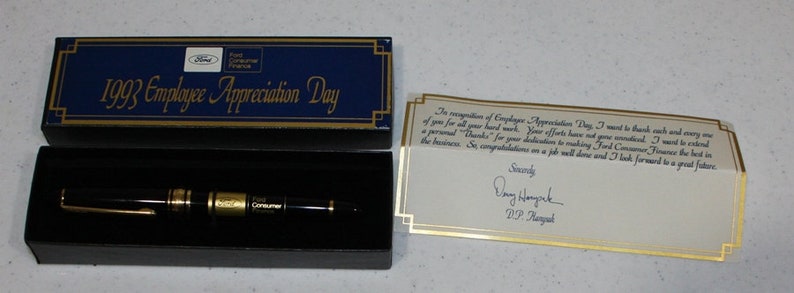 Ford
Ford
Consumer
Finance
1993 Employee Appreciation Day
Ford
Ford
Consumer
Finance
In recognition of Employee Appreciation Day, I want to thank each and every one
of you for all your hard work. Your efforts have not gone unnoticed. I want to extend
a personal "Thanks" for your dedication to making Ford Consumer Finance the best in
the business. So, congratulations on a job well done and I look forward to a great future.
Sincerely,
D.P. Hanysak